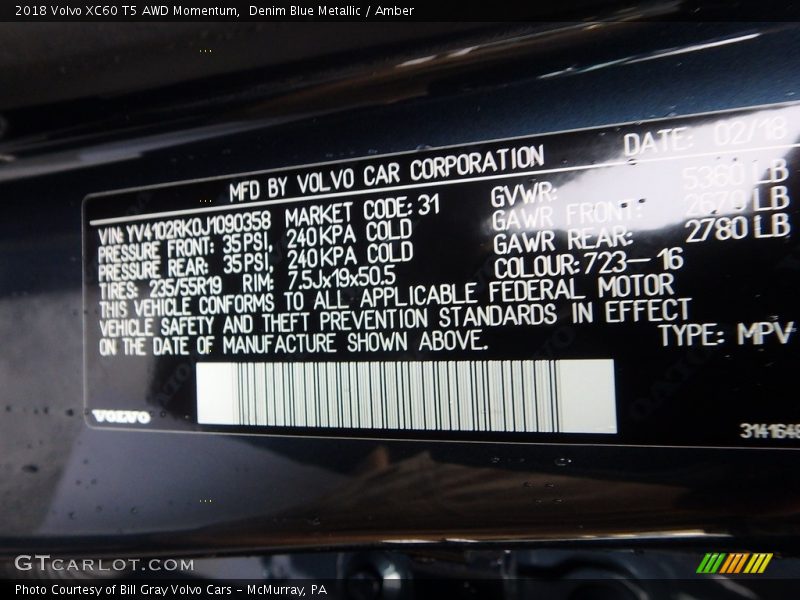 2018 Volvo XC60 T5 AWD Momentum,  Denim Blue Metallic / Amber
MFD BY VOLVO CAR CORPORATION
DATE: 02/18
VIN: YV4102RK0J1090358 MARKET CODE: 31
PRESSURE FRONT: 35 PSI, 240 KPA COLD
PRESSURE REAR: 35 PSI, 240 KPA COLD
TIRES: 235/55R19 RIM: 7.5Jx19x50.5
GVWR: 5360 LB
GAWR FRONT: 2679 LB
GAWR REAR: 2780 LB
COLOUR: 723-16
THIS VEHICLE CONFORMS TO ALL APPLICABLE FEDERAL MOTOR
VEHICLE SAFETY AND THEFT PREVENTION STANDARDS IN EFFECT
ON THE DATE OF MANUFACTURE SHOWN ABOVE.
TYPE: MPV
VOLVO
3141648
GTCARLOT.COM
Photo Courtesy of Bill Gray Volvo Cars - McMurray, PA